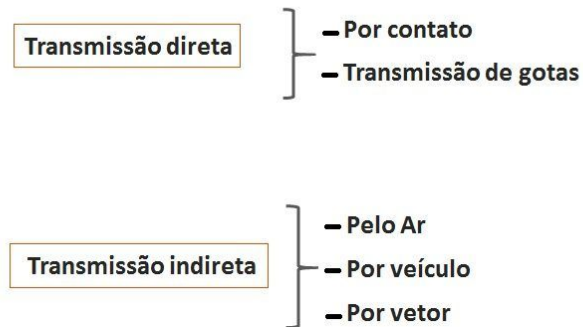 Transmissão direta
– Por contato
– Transmissão de gotas
Transmissão indireta
– Pelo Ar
– Por veículo
– Por vetor